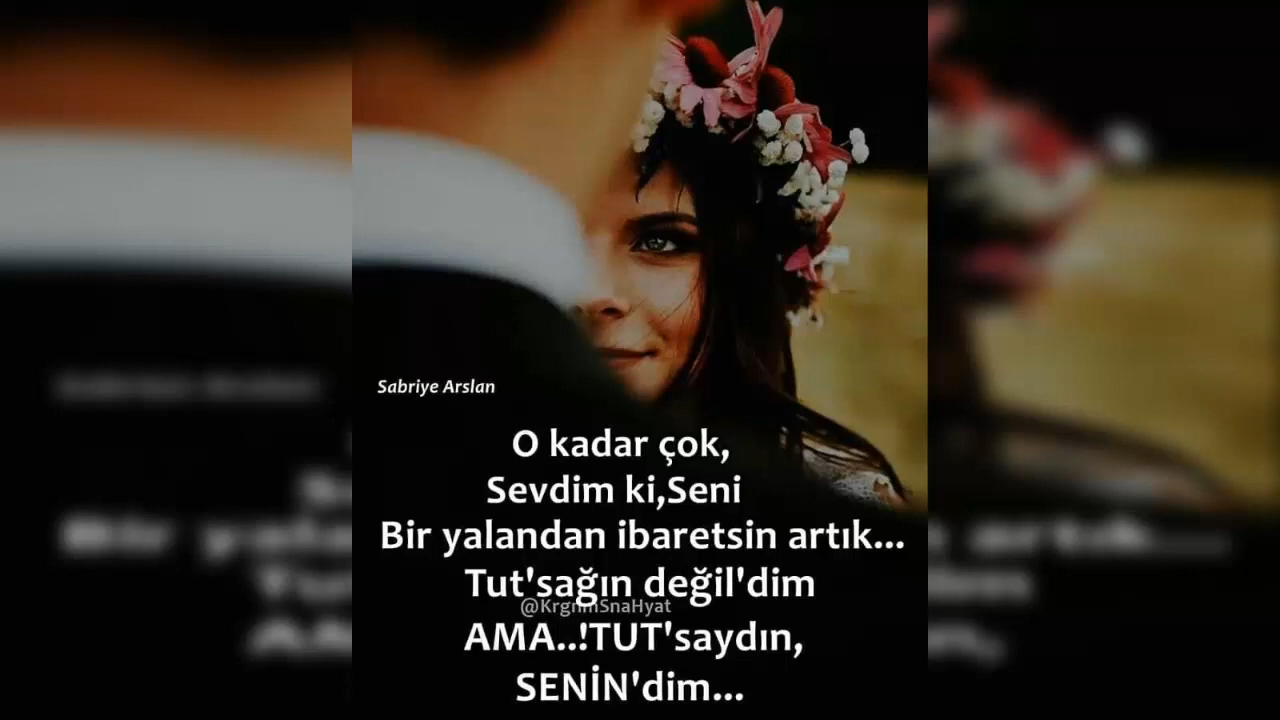 Sabriye Arslan
O kadar çok,
Sevdim ki,Seni
Bir yalandan ibaretsin artık...
Tut'sağın değil'dim
@KrgnmSnaHyat
AMA..!TUT'saydın,
SENİN'dim...